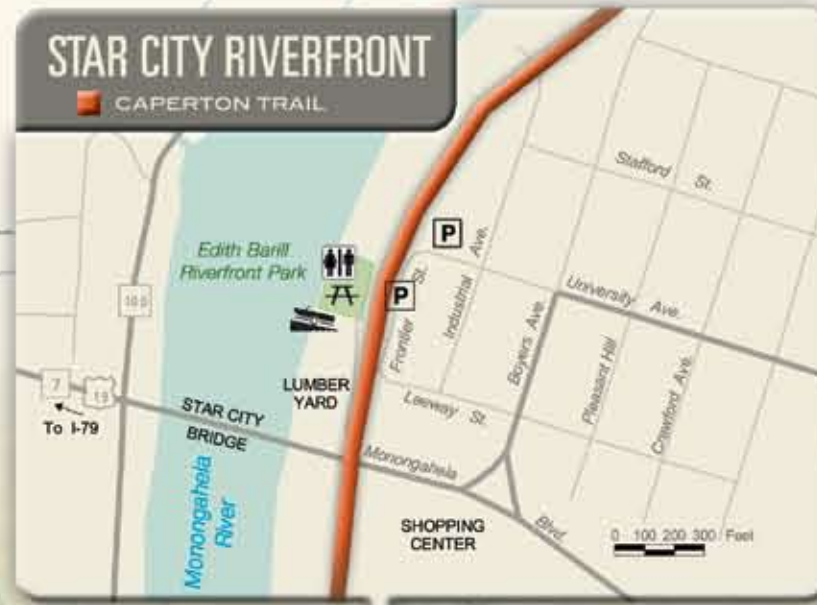 STAR CITY RIVERFRONT
CAPERTON TRAIL
Stafford St.
Edith Barill
Riverfront Park
P
P
Frontier St.
Industrial Ave.
University Ave.
Boyers Ave.
Pleasant Hill
Crawford Ave.
Leeway St.
LUMBER
YARD
7
19
To I-79
STAR CITY
BRIDGE
Monongahela Blvd.
Monongahela
River
SHOPPING
CENTER
0 100 200 300 Feet